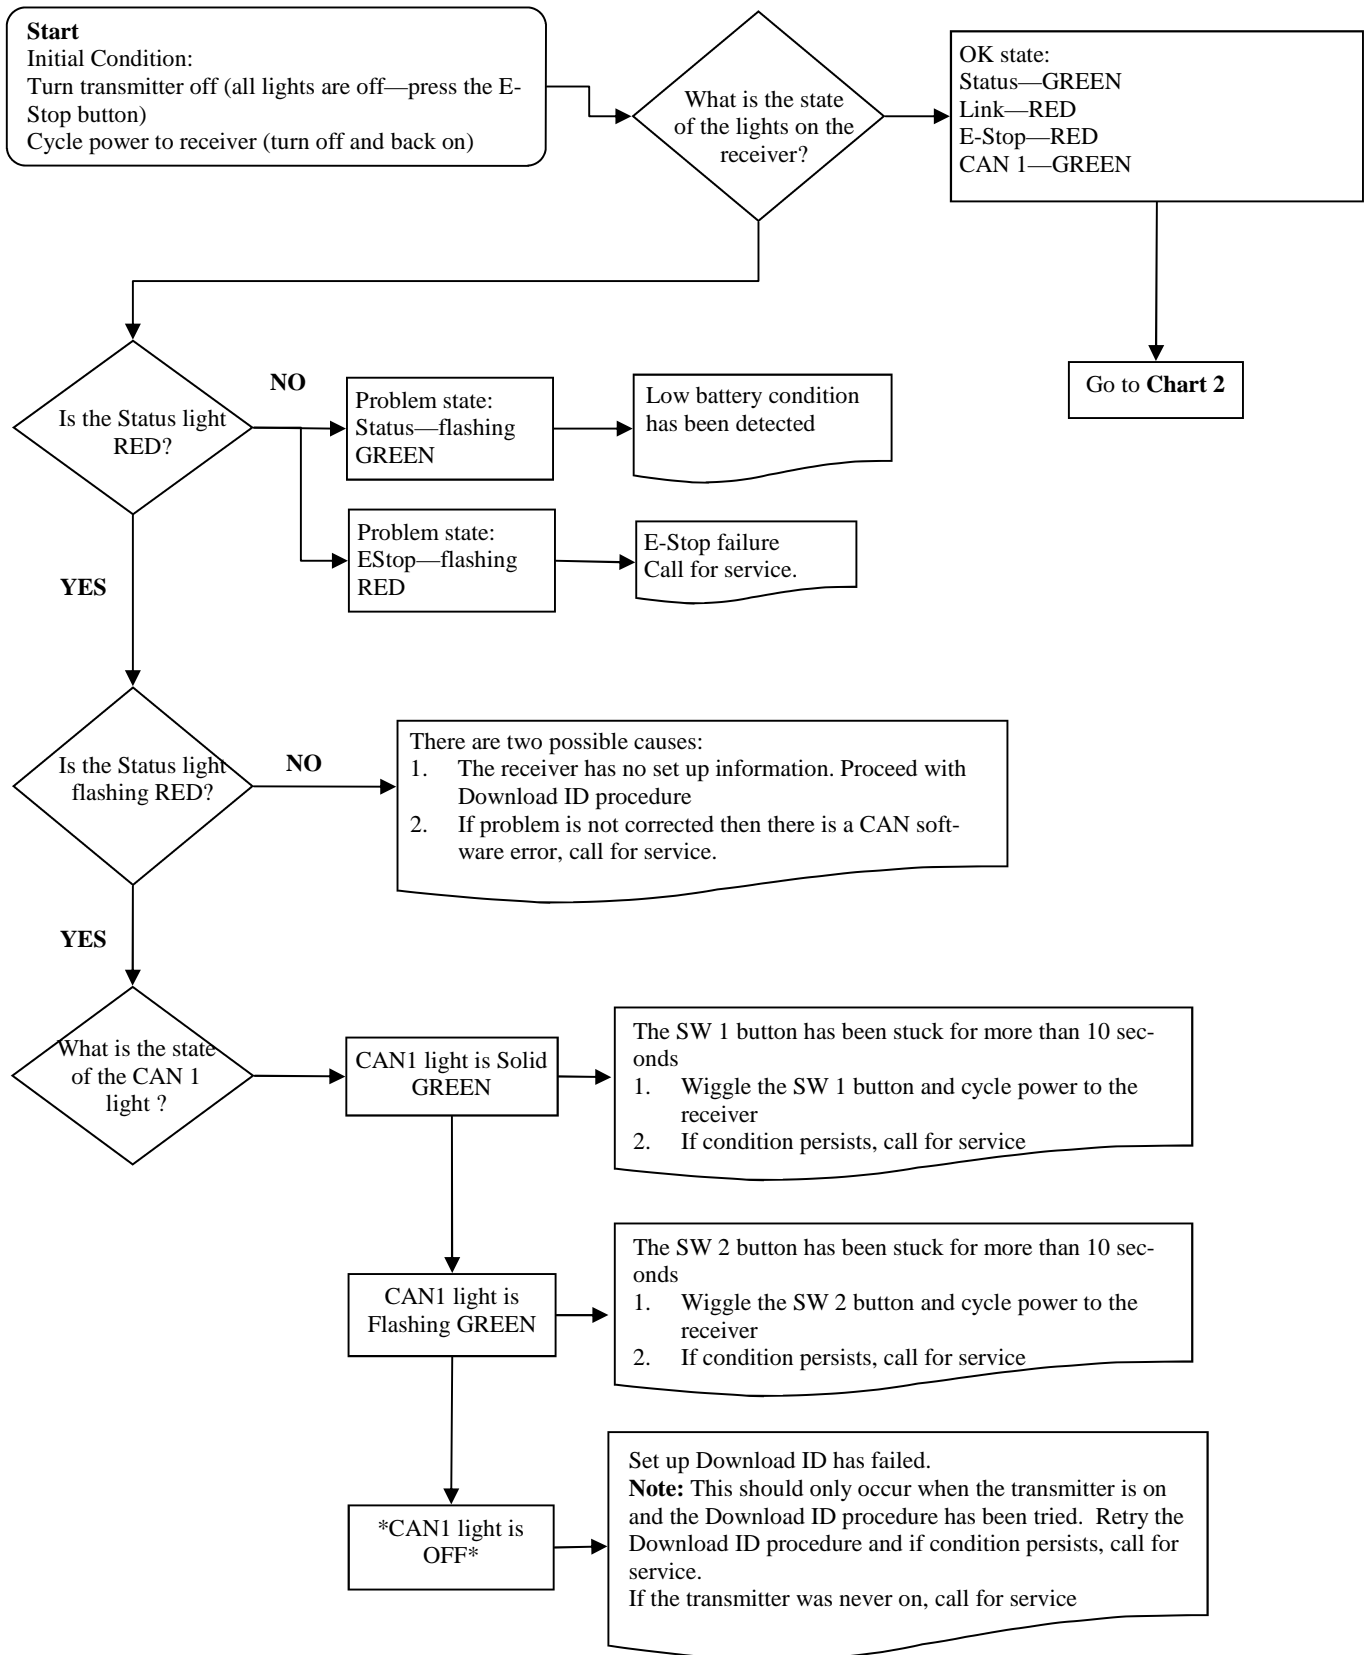 Start
Initial Condition:
Turn transmitter off (all lights are off—press the E-
Stop button)
Cycle power to receiver (turn off and back on)
What is the state
of the lights on the
receiver?
OK state:
Status—GREEN
Link—RED
E-Stop—RED
CAN 1—GREEN
Go to Chart 2
Is the Status light
RED?
NO
Problem state:
Status—flashing
GREEN
Low battery condition
has been detected
Problem state:
EStop—flashing
RED
E-Stop failure
Call for service.
YES
Is the Status light
flashing RED?
NO
There are two possible causes:
1. The receiver has no set up information. Proceed with
Download ID procedure
2. If problem is not corrected then there is a CAN soft-
ware error, call for service.
YES
What is the state
of the CAN 1
light ?
CAN1 light is Solid
GREEN
The SW 1 button has been stuck for more than 10 sec-
onds
1. Wiggle the SW 1 button and cycle power to the
receiver
2. If condition persists, call for service
CAN1 light is
Flashing GREEN
The SW 2 button has been stuck for more than 10 sec-
onds
1. Wiggle the SW 2 button and cycle power to the
receiver
2. If condition persists, call for service
*CAN1 light is
OFF*
Set up Download ID has failed.
Note: This should only occur when the transmitter is on
and the Download ID procedure has been tried.  Retry the
Download ID procedure and if condition persists, call for
service.
If the transmitter was never on, call for service